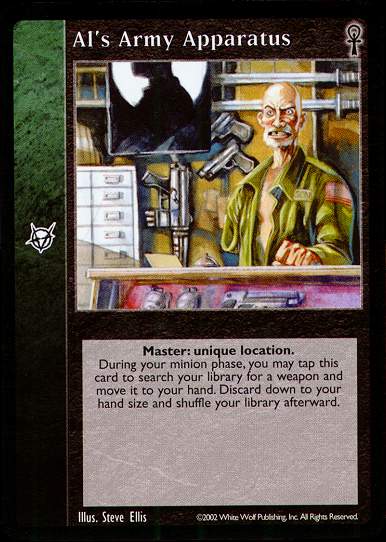 Al's Army Apparatus
Master: unique location.
During your minion phase, you may tap this
card to search your library for a weapon and
move it to your hand. Discard down to your
hand size and shuffle your library afterward.
Illus. Steve Ellis
©2002 White Wolf Publishing, Inc. All Rights Reserved.